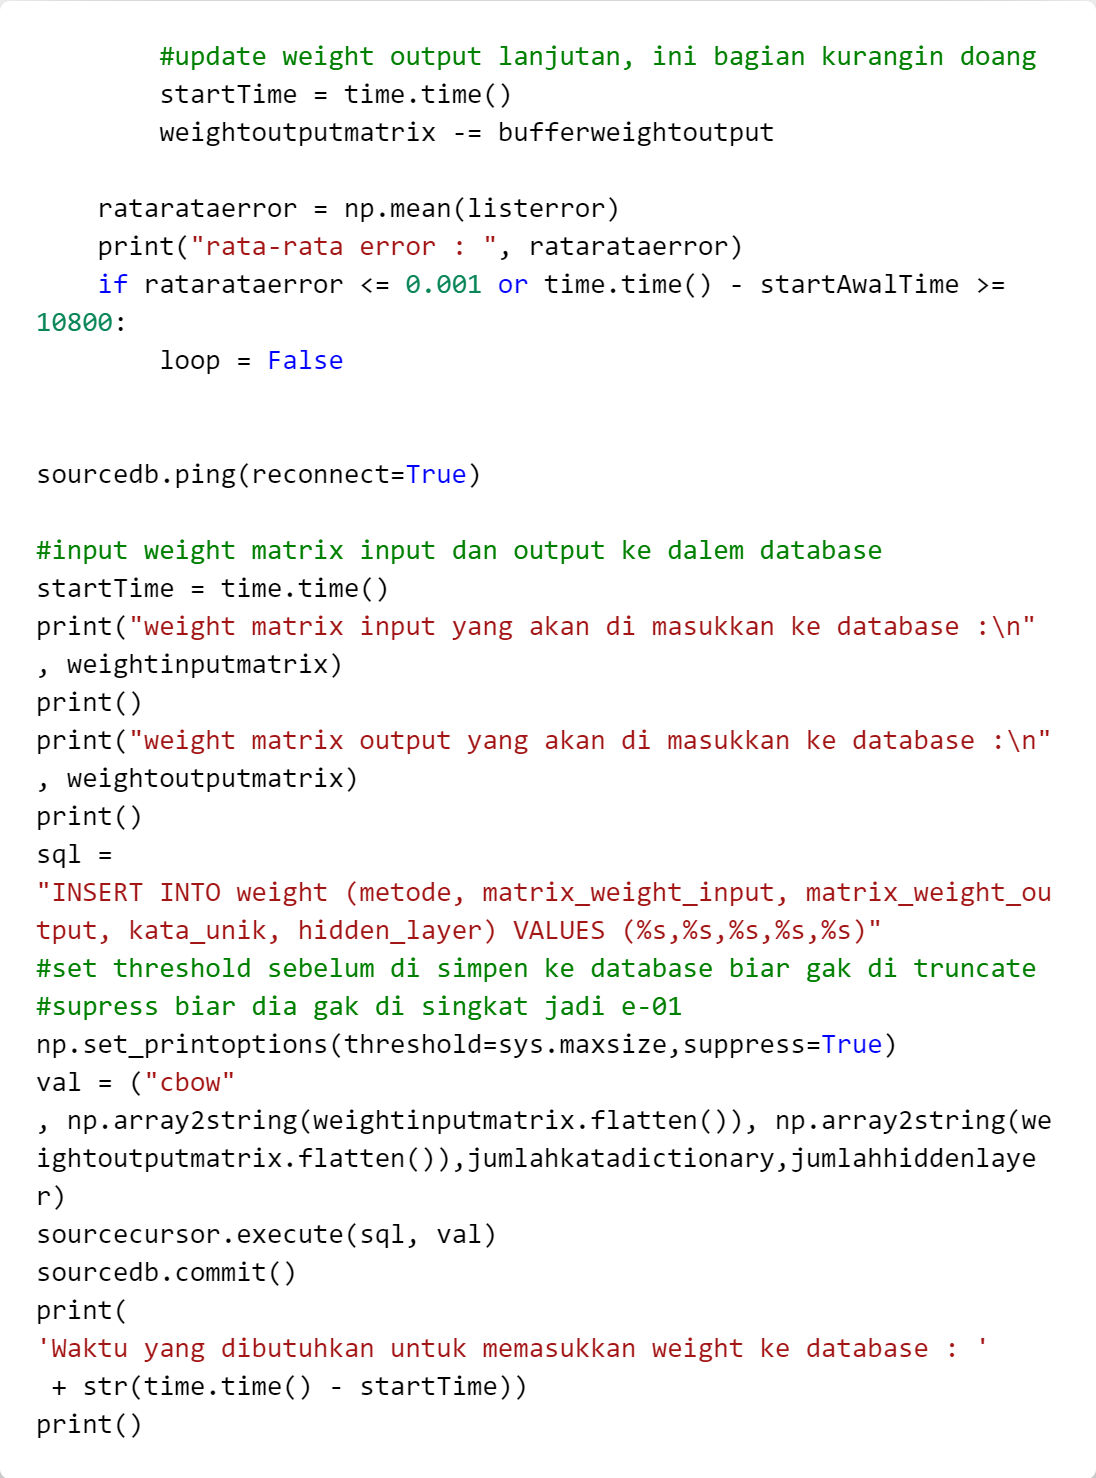 #update weight output lanjutan, ini bagian kurangin doang
        startTime = time.time()
        weightoutputmatrix -= bufferweightoutput

    ratarataerror = np.mean(listerror)
    print("rata-rata error : ", ratarataerror)
    if ratarataerror <= 0.001 or time.time() - startAwalTime >=
10800:
        loop = False


sourcedb.ping(reconnect=True)

#input weight matrix input dan output ke dalem database
startTime = time.time()
print("weight matrix input yang akan di masukkan ke database :\n"
, weightinputmatrix)
print()
print("weight matrix output yang akan di masukkan ke database :\n"
, weightoutputmatrix)
print()
sql =
"INSERT INTO weight (metode, matrix_weight_input, matrix_weight_ou
tput, kata_unik, hidden_layer) VALUES (%s,%s,%s,%s,%s)"
#set threshold sebelum di simpen ke database biar gak di truncate
#supress biar dia gak di singkat jadi e-01
np.set_printoptions(threshold=sys.maxsize,suppress=True)
val = ("cbow"
, np.array2string(weightinputmatrix.flatten()), np.array2string(we
ightoutputmatrix.flatten()),jumlahkatadictionary,jumlahhiddenlaye
r)
sourcecursor.execute(sql, val)
sourcedb.commit()
print(
'Waktu yang dibutuhkan untuk memasukkan weight ke database : '
 + str(time.time() - startTime))
print()